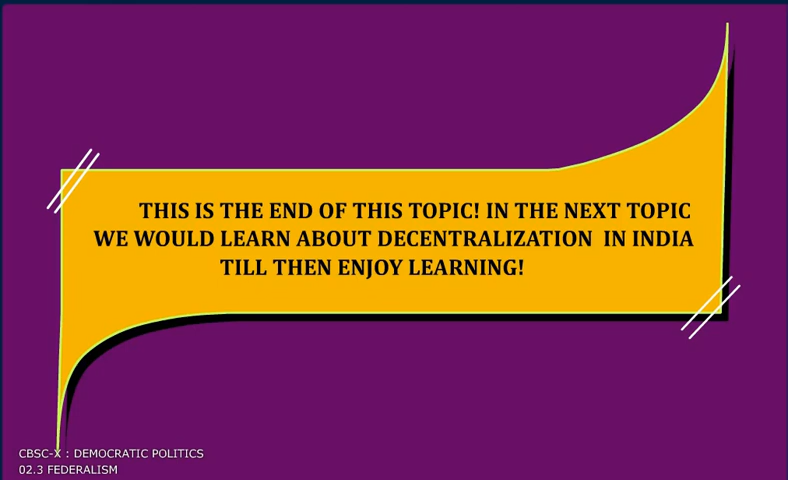 THIS IS THE END OF THIS TOPIC! IN THE NEXT TOPIC
WE WOULD LEARN ABOUT DECENTRALIZATION IN INDIA
TILL THEN ENJOY LEARNING!
CBSC-X : DEMOCRATIC POLITICS
02.3 FEDERALISM